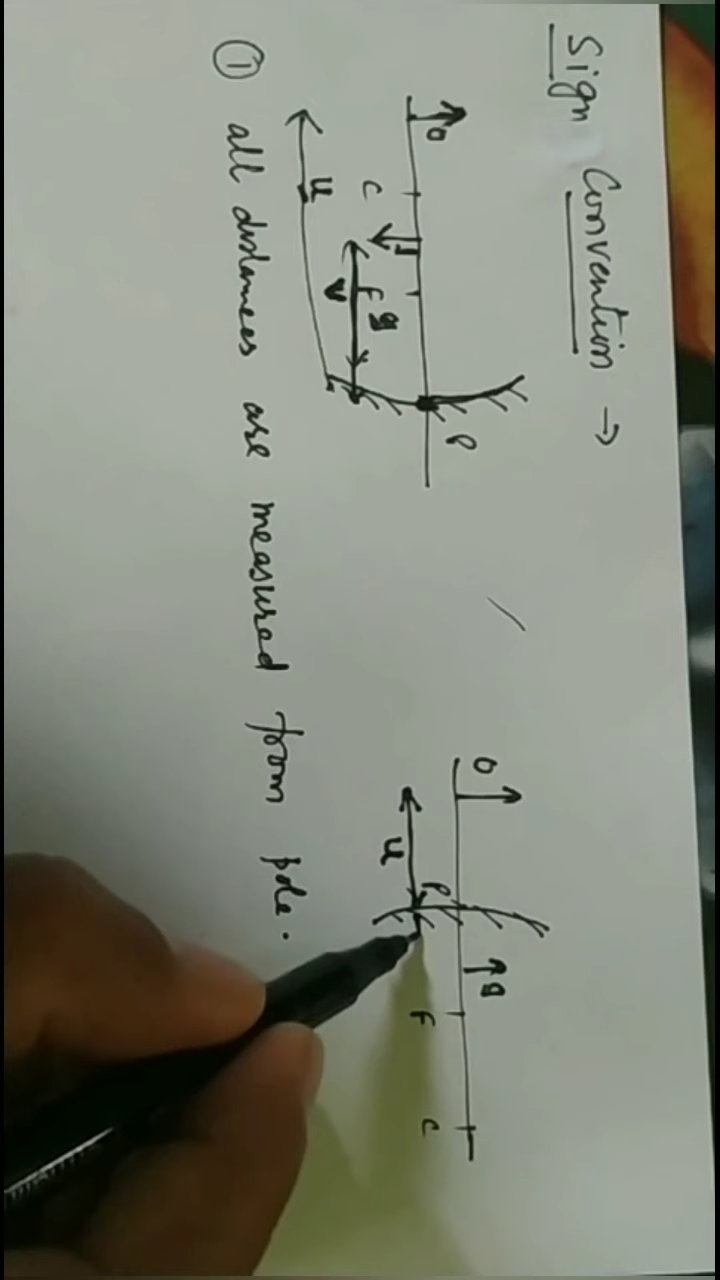 Sign Convention →
O
C
I
F
P
v
u
O
P
I
F
C
u
① all distances are measured from pole.